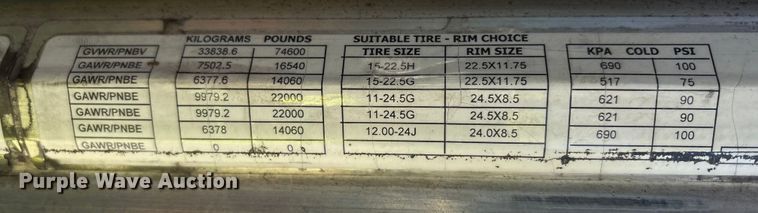 KILOGRAMS POUNDS SUITABLE TIRE - RIM CHOICE
GVWR/PNBV 33838.6 74600 TIRE SIZE RIM SIZE KPA COLD PSI
GAWR/PNBE 7502.5 16540 15-22.5H 22.5X11.75 690 100
GAWR/PNBE 6377.6 14060 15-22.5G 22.5X11.75 517 75
GAWR/PNBE 9979.2 22000 11-24.5G 24.5X8.5 621 90
GAWR/PNBE 9979.2 22000 11-24.5G 24.5X8.5 621 90
GAWR/PNBE 6378 14060 12.00-24J 24.0X8.5 690 100
GAWR/PNBE 0 0
Purple Wave Auction